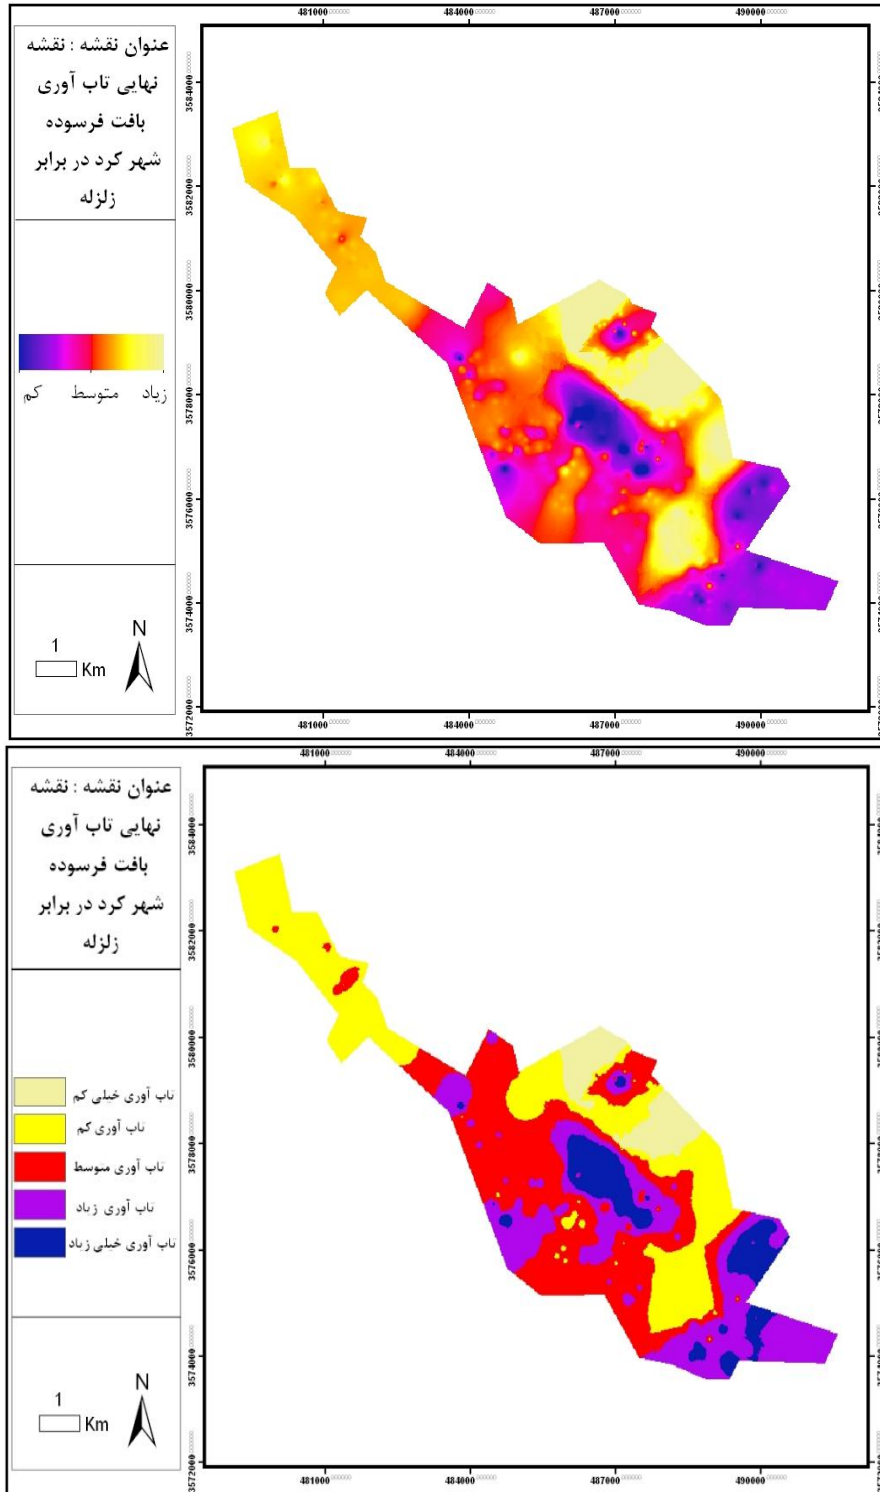 481000 484000 487000 490000
عنوان نقشه : نقشه
نهایی تاب آوری
بافت فرسوده
شهر کرد در برابر
زلزله
کم متوسط زیاد
N
1
Km
3584000
3582000
3580000
3578000
3576000
3574000
3572000
481000 484000 487000 490000
481000 484000 487000 490000
عنوان نقشه : نقشه
نهایی تاب آوری
بافت فرسوده
شهر کرد در برابر
زلزله
تاب آوری خیلی کم
تاب آوری کم
تاب آوری متوسط
تاب آوری زیاد
تاب آوری خیلی زیاد
N
1
Km
3584000
3582000
3580000
3578000
3576000
3574000
3572000
481000 484000 487000 490000